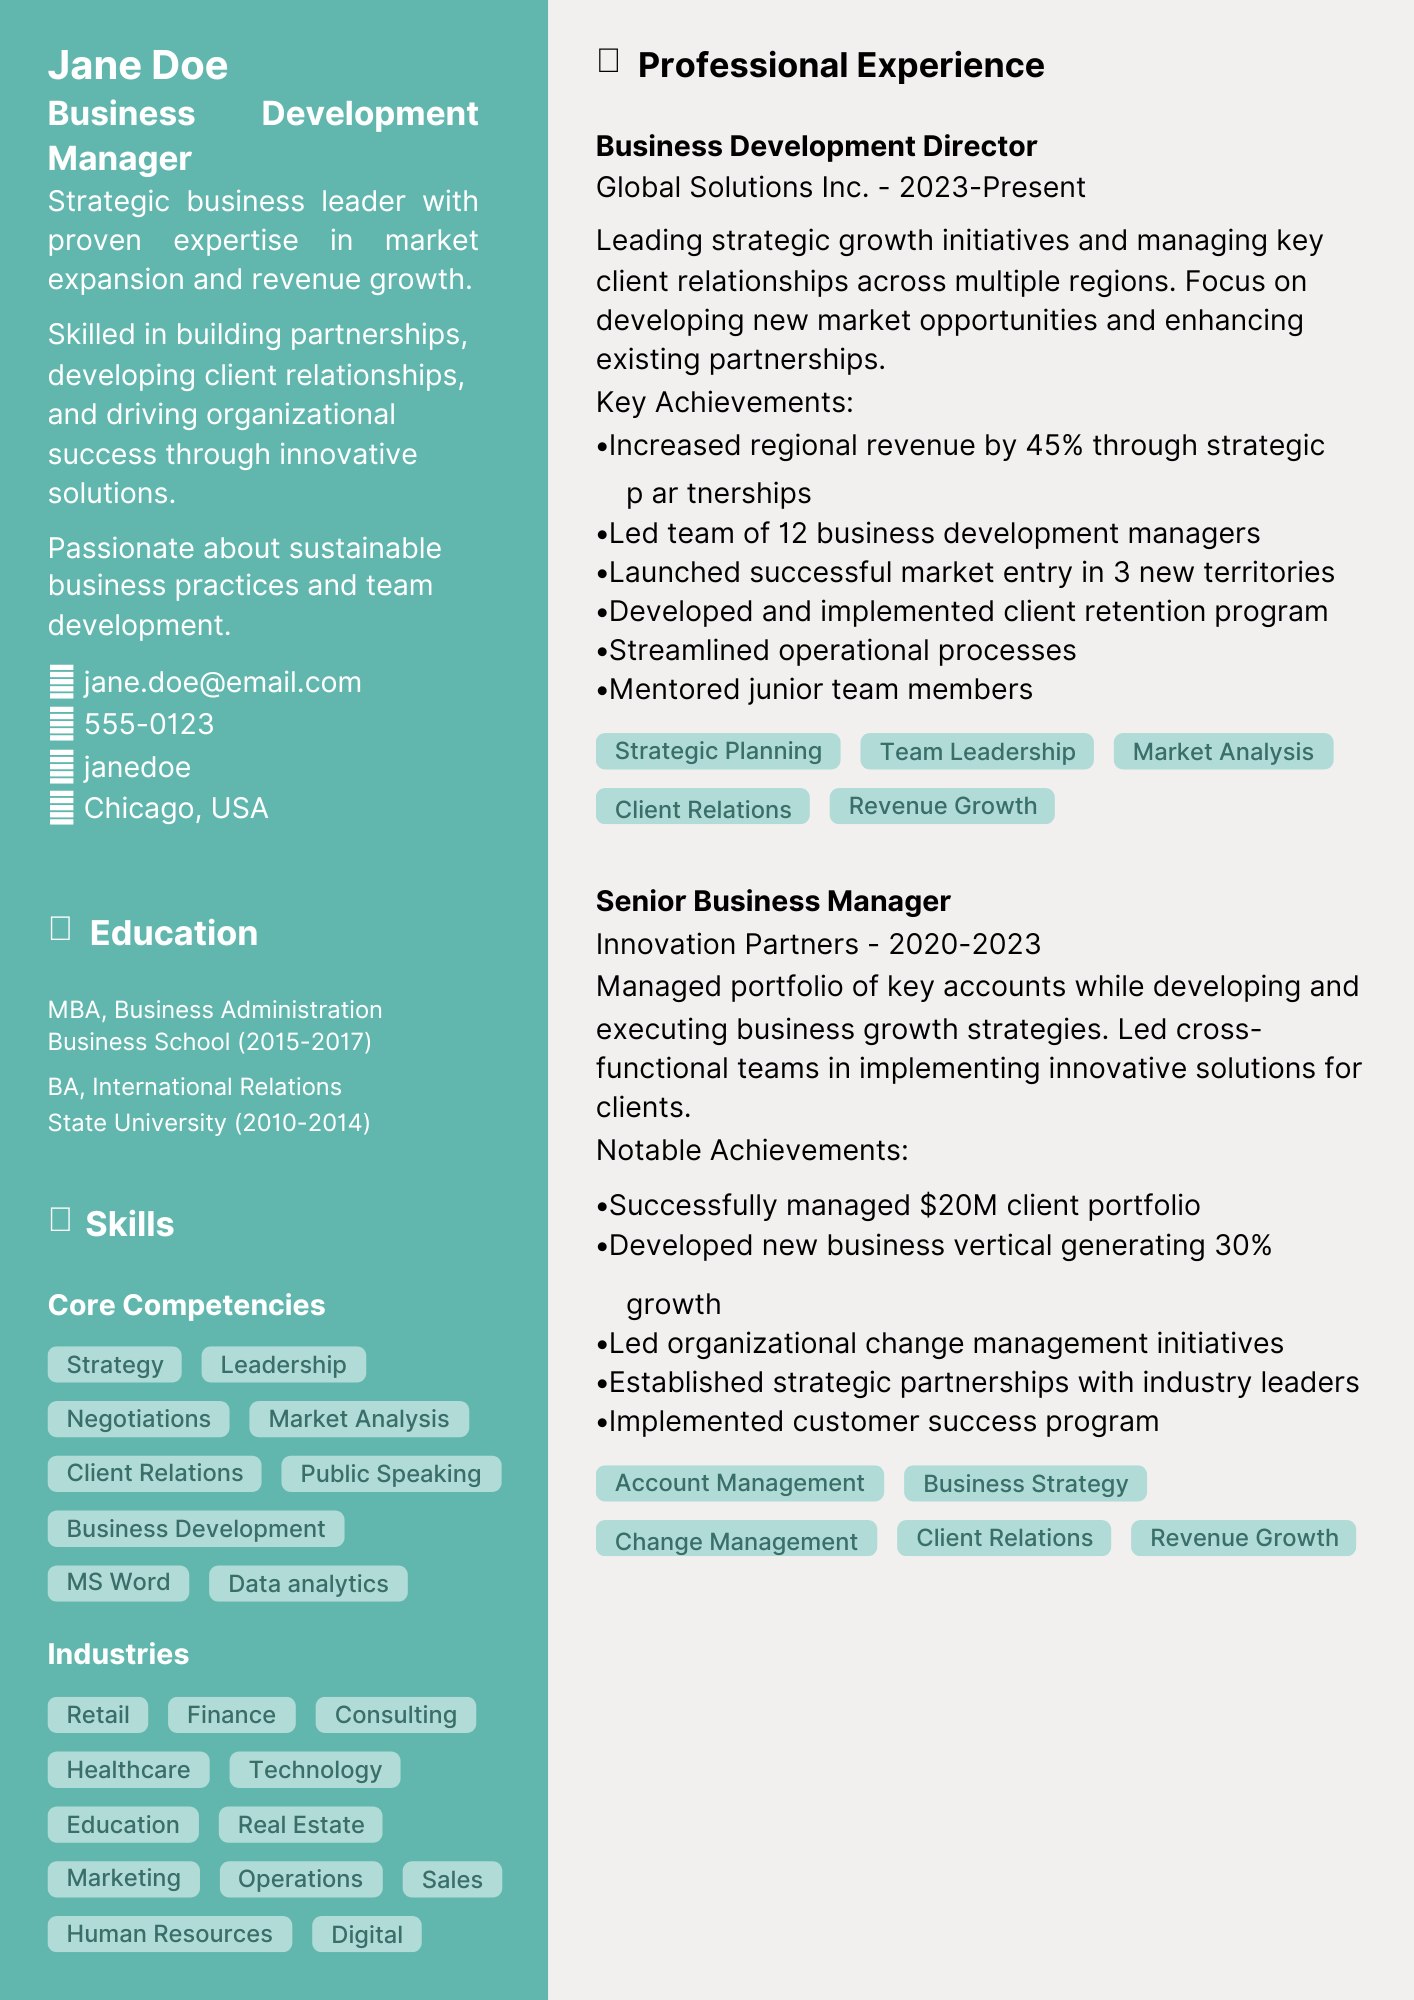 Jane Doe
Business Development
Manager
Strategic business leader with
proven expertise in market
expansion and revenue growth.
Skilled in building partnerships,
developing client relationships,
and driving organizational
success through innovative
solutions.
Passionate about sustainable
business practices and team
development.
jane.doe@email.com
555-0123
janedoe
Chicago, USA
Education
MBA, Business Administration
Business School (2015-2017)
BA, International Relations
State University (2010-2014)
Skills
Core Competencies
Strategy Leadership
Negotiations Market Analysis
Client Relations Public Speaking
Business Development
MS Word Data analytics
Industries
Retail Finance Consulting
Healthcare Technology
Education Real Estate
Marketing Operations Sales
Human Resources Digital
Professional Experience
Business Development Director
Global Solutions Inc. - 2023-Present
Leading strategic growth initiatives and managing key
client relationships across multiple regions. Focus on
developing new market opportunities and enhancing
existing partnerships.
Key Achievements:
•Increased regional revenue by 45% through strategic
p ar tnerships
•Led team of 12 business development managers
•Launched successful market entry in 3 new territories
•Developed and implemented client retention program
•Streamlined operational processes
•Mentored junior team members
Strategic Planning Team Leadership Market Analysis
Client Relations Revenue Growth
Senior Business Manager
Innovation Partners - 2020-2023
Managed portfolio of key accounts while developing and
executing business growth strategies. Led cross-
functional teams in implementing innovative solutions for
clients.
Notable Achievements:
•Successfully managed $20M client portfolio
•Developed new business vertical generating 30%
growth
•Led organizational change management initiatives
•Established strategic partnerships with industry leaders
•Implemented customer success program
Account Management Business Strategy
Change Management Client Relations Revenue Growth